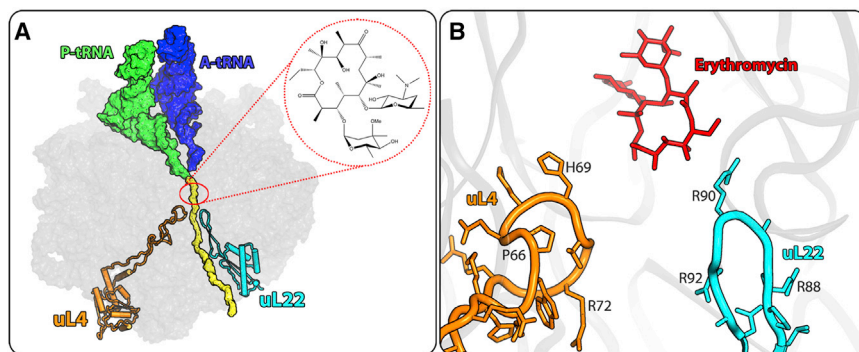 A
P-tRNA
A-tRNA
uL4
uL22
B
Erythromycin
H69
uL4
R90
P66
uL22
R92
R88
R72